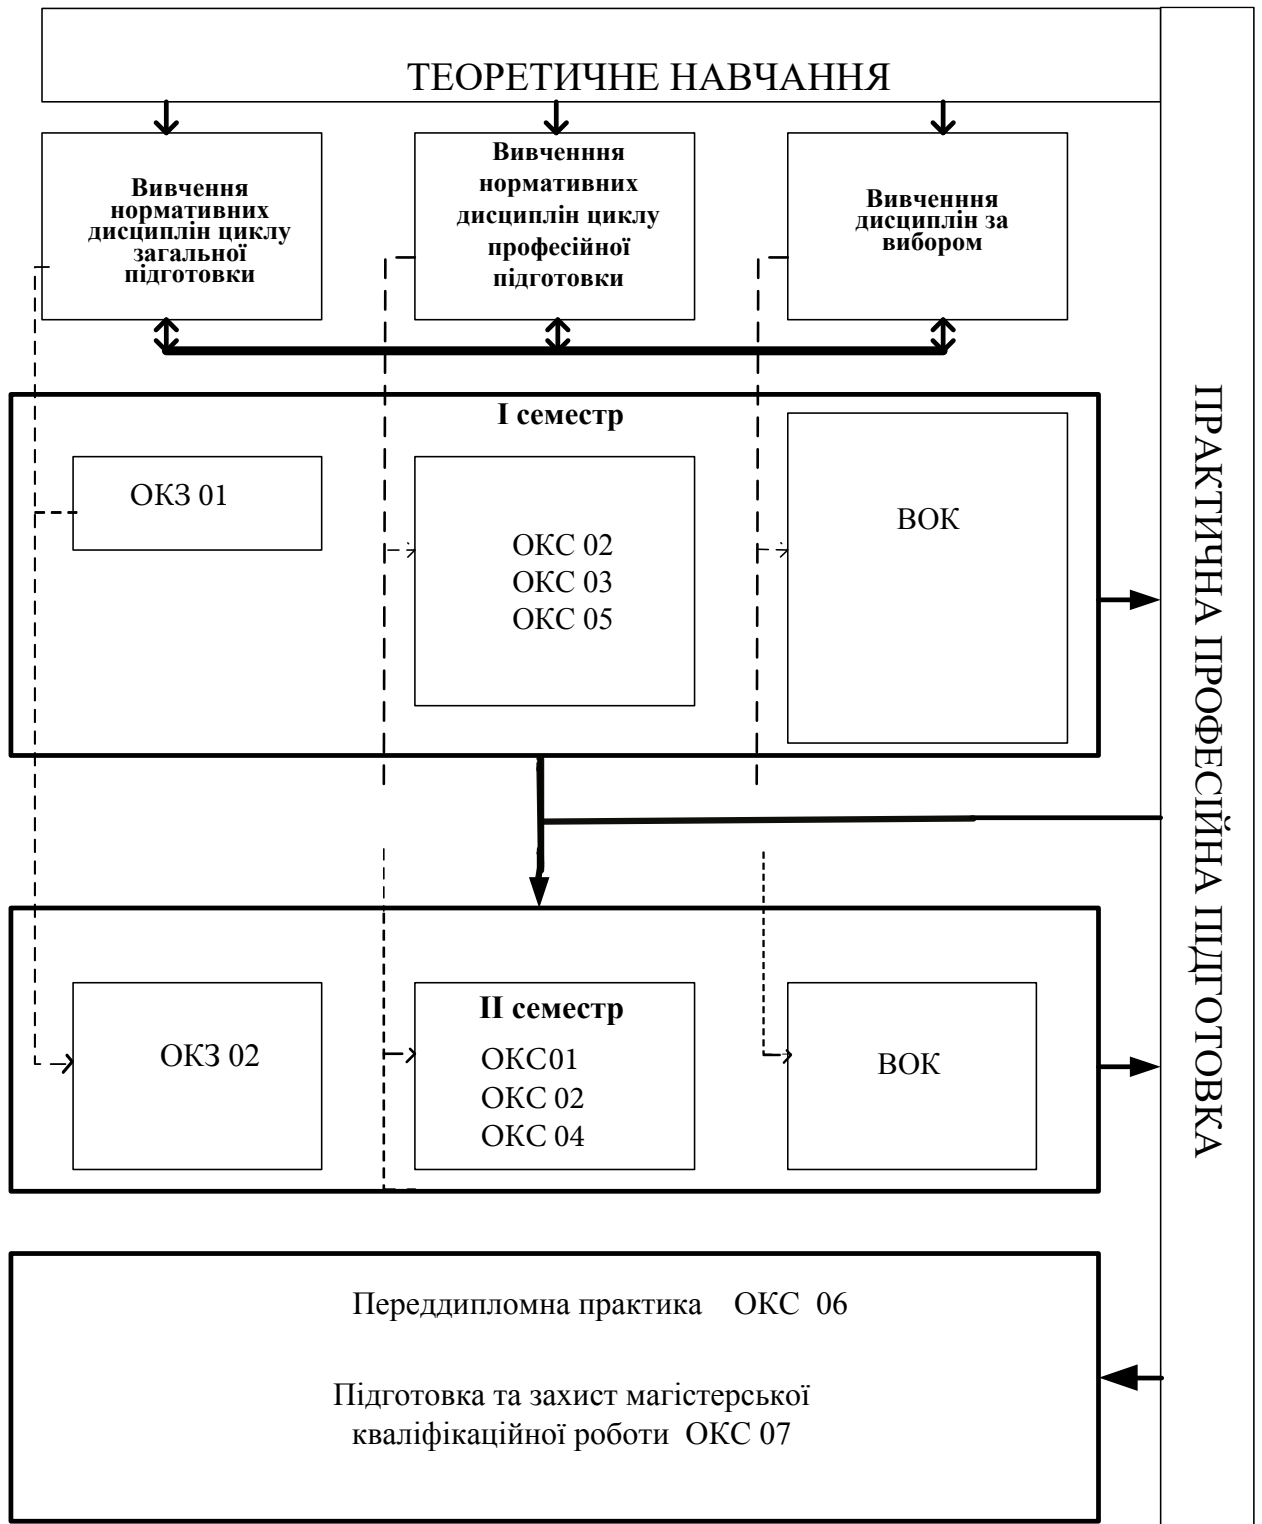 ТЕОРЕТИЧНЕ НАВЧАННЯ
Вивчення
нормативних
дисциплін циклу
загальної
підготовки
Вивченння
нормативних
дисциплін циклу
професійної
підготовки
Вивченння
дисциплін за
вибором
І семестр
ОКЗ 01
ОКС 02
ОКС 03
ОКС 05
ВОК
ОКЗ 02
ІІ семестр
ОКС01
ОКС 02
ОКС 04
ВОК
Переддипломна практика ОКС 06
Підготовка та захист магістерської
кваліфікаційної роботи ОКС 07
ПРАКТИЧНА ПРОФЕСІЙНА ПІДГОТОВКА